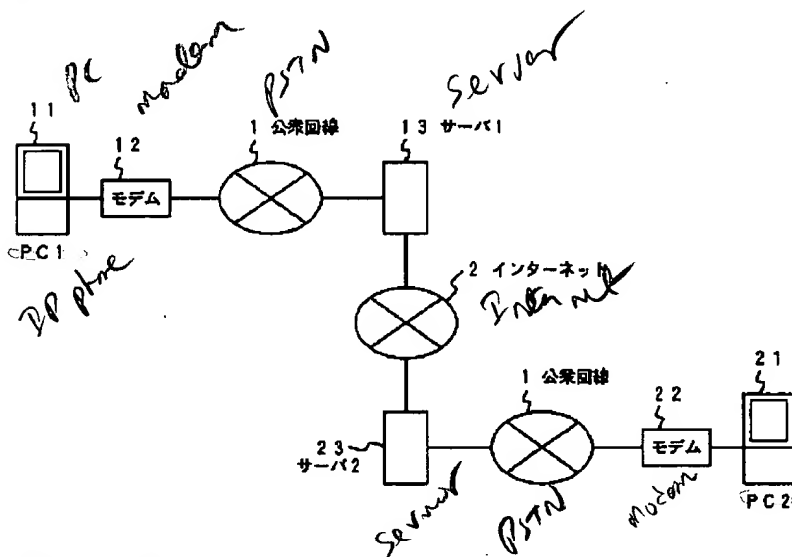 PC
modem
PSTN
Server
11
12
1 公衆回線
13 サーバ1
モデム
PC1
IP phone
2 インターネット
Internet
1 公衆回線
22
21
23
サーバ2
モデム
PC2
Server
PSTN
Modem